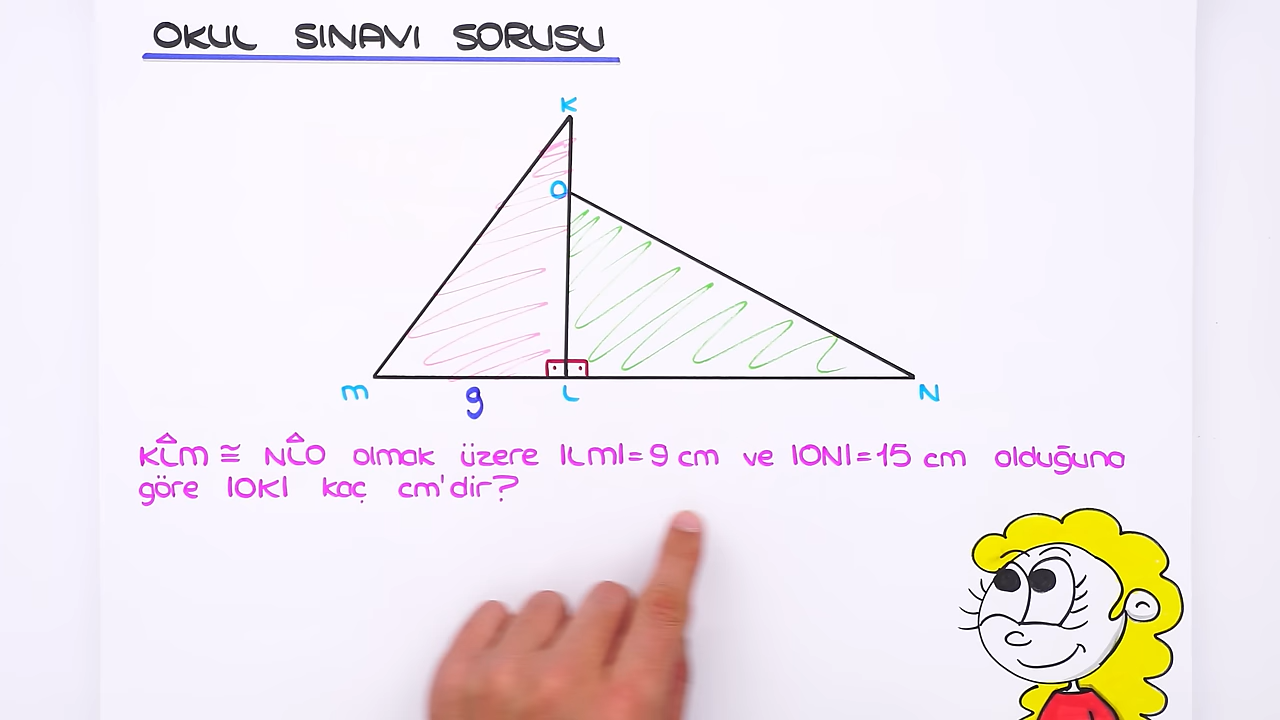 OKUL SINAVI SORUSU
K
O
M
9
L
N
KL̂M ≅ NL̂O olmak üzere |LM|=9 cm ve |ON|=15 cm olduğuna
göre |OK| kaç cm'dir?